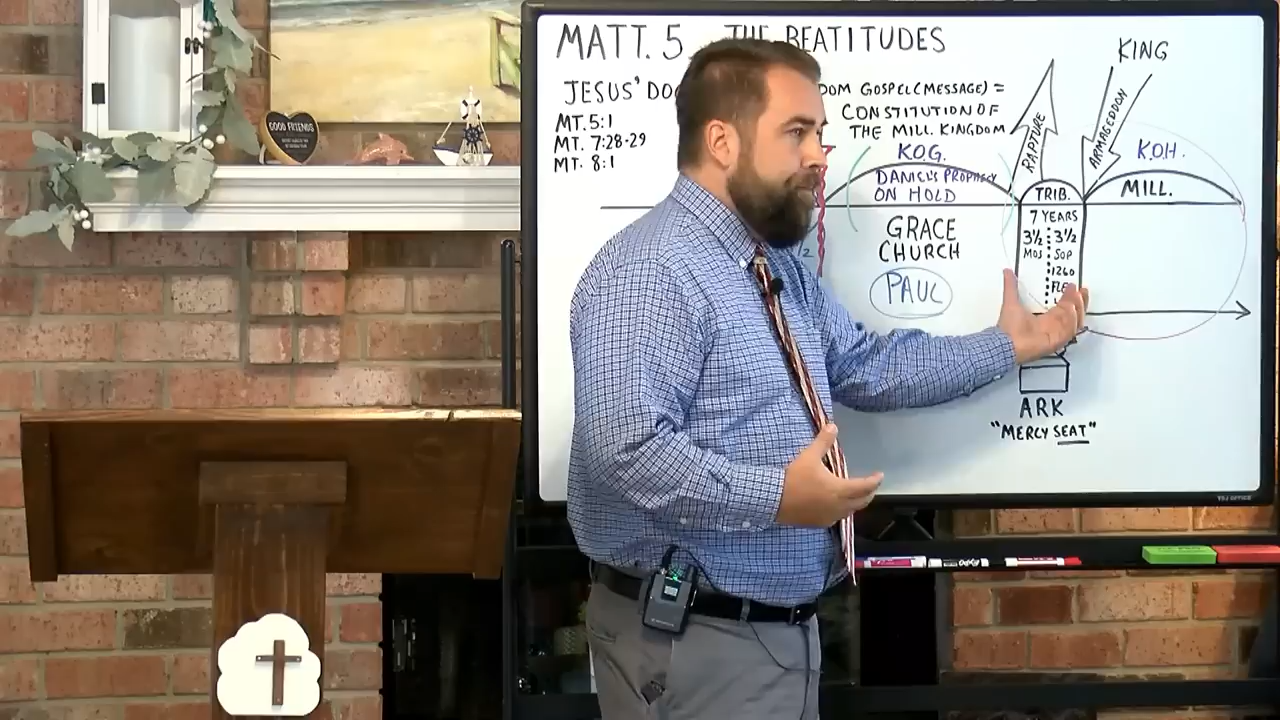 MATT. 5 THE BEATITUDES
JESUS' DOC
DOM GOSPEL (MESSAGE) =
CONSTITUTION OF
THE MILL. KINGDOM
MT. 5:1
MT. 7:28-29
MT. 8:1
KING
RAPTURE
ARMAGEDDON
K.O.G.
K.O.H.
DANIEL'S PROPHECY
ON HOLD
TRIB.
MILL.
GRACE
CHURCH
PAUL
7 YEARS
3½ 3½
MOS SOP
1260
ARK
"MERCY SEAT"
GOOD FRIENDS